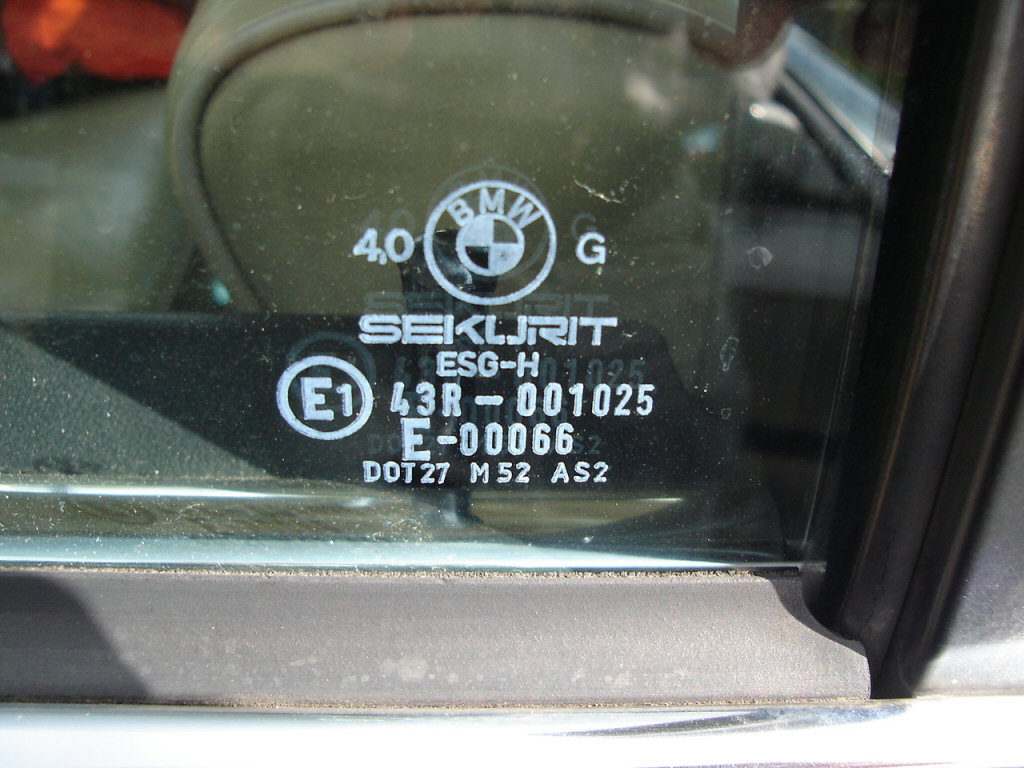 BMW
4,0 G
SEKURIT
ESG-H
E1 43R-001025
E-00066
DOT27 M52 AS2